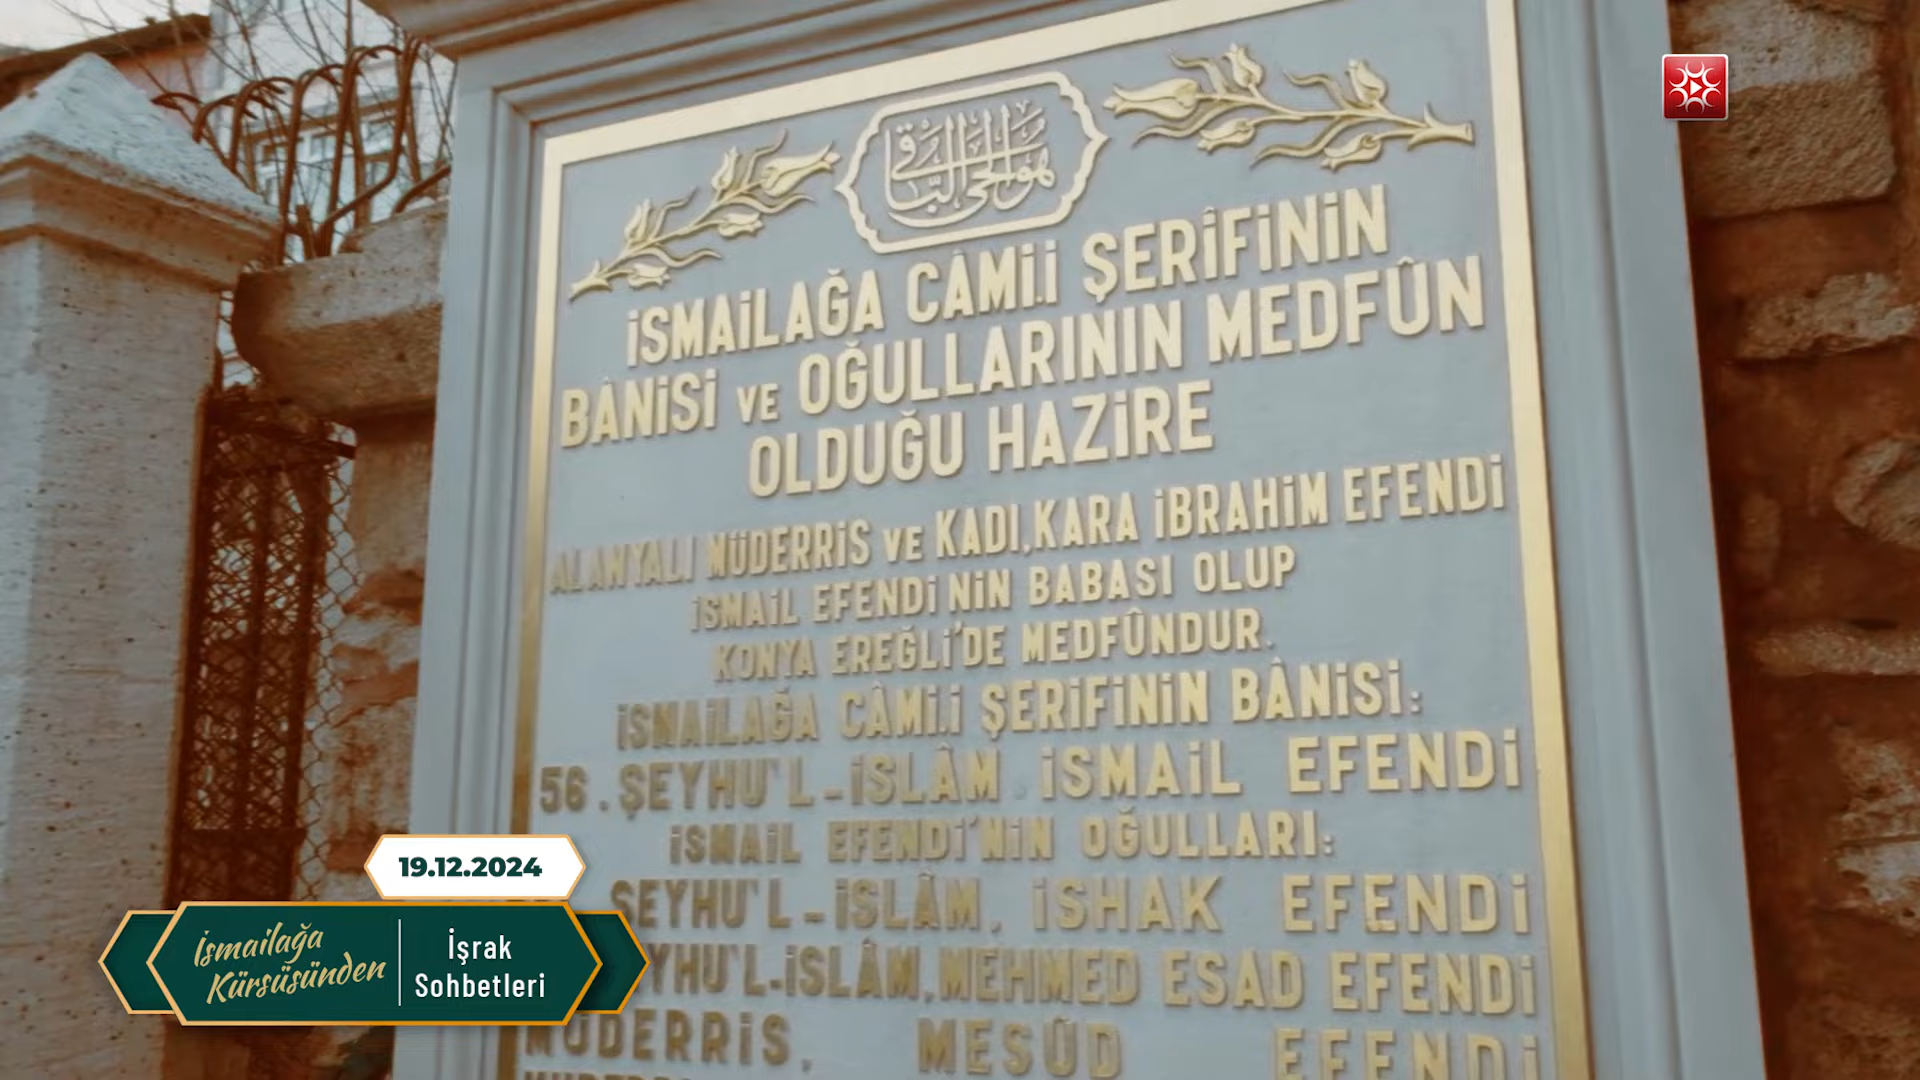 هو الحي الباقي
İSMAİLAĞA CÂMİ.İ ŞERÎFİNİN
BÂNİSİ VE OĞULLARININ MEDFÛN
OLDUĞU HAZİRE
ALANYALI MÜDERRİS VE KADI,KARA İBRAHİM EFENDİ
İSMAİL EFENDİ NİN BABASI OLUP
KONYA EREĞLİ'DE MEDFÛNDUR.
İSMAİLAĞA CÂMİ.İ ŞERİFİNİN BÂNİSİ:
56.ŞEYHU'L-İSLÂM.İSMAİL EFENDİ
İSMAİL EFENDİ'NİN OĞULLARI:
ŞEYHU'L-İSLÂM, İSHAK EFENDİ
YHU'L-İSLÂM,MEHMED ESAD EFENDİ
MÜDERRİS, MESÛD EFENDİ
19.12.2024
İsmailağa
Kürsüsünden
İşrak
Sohbetleri